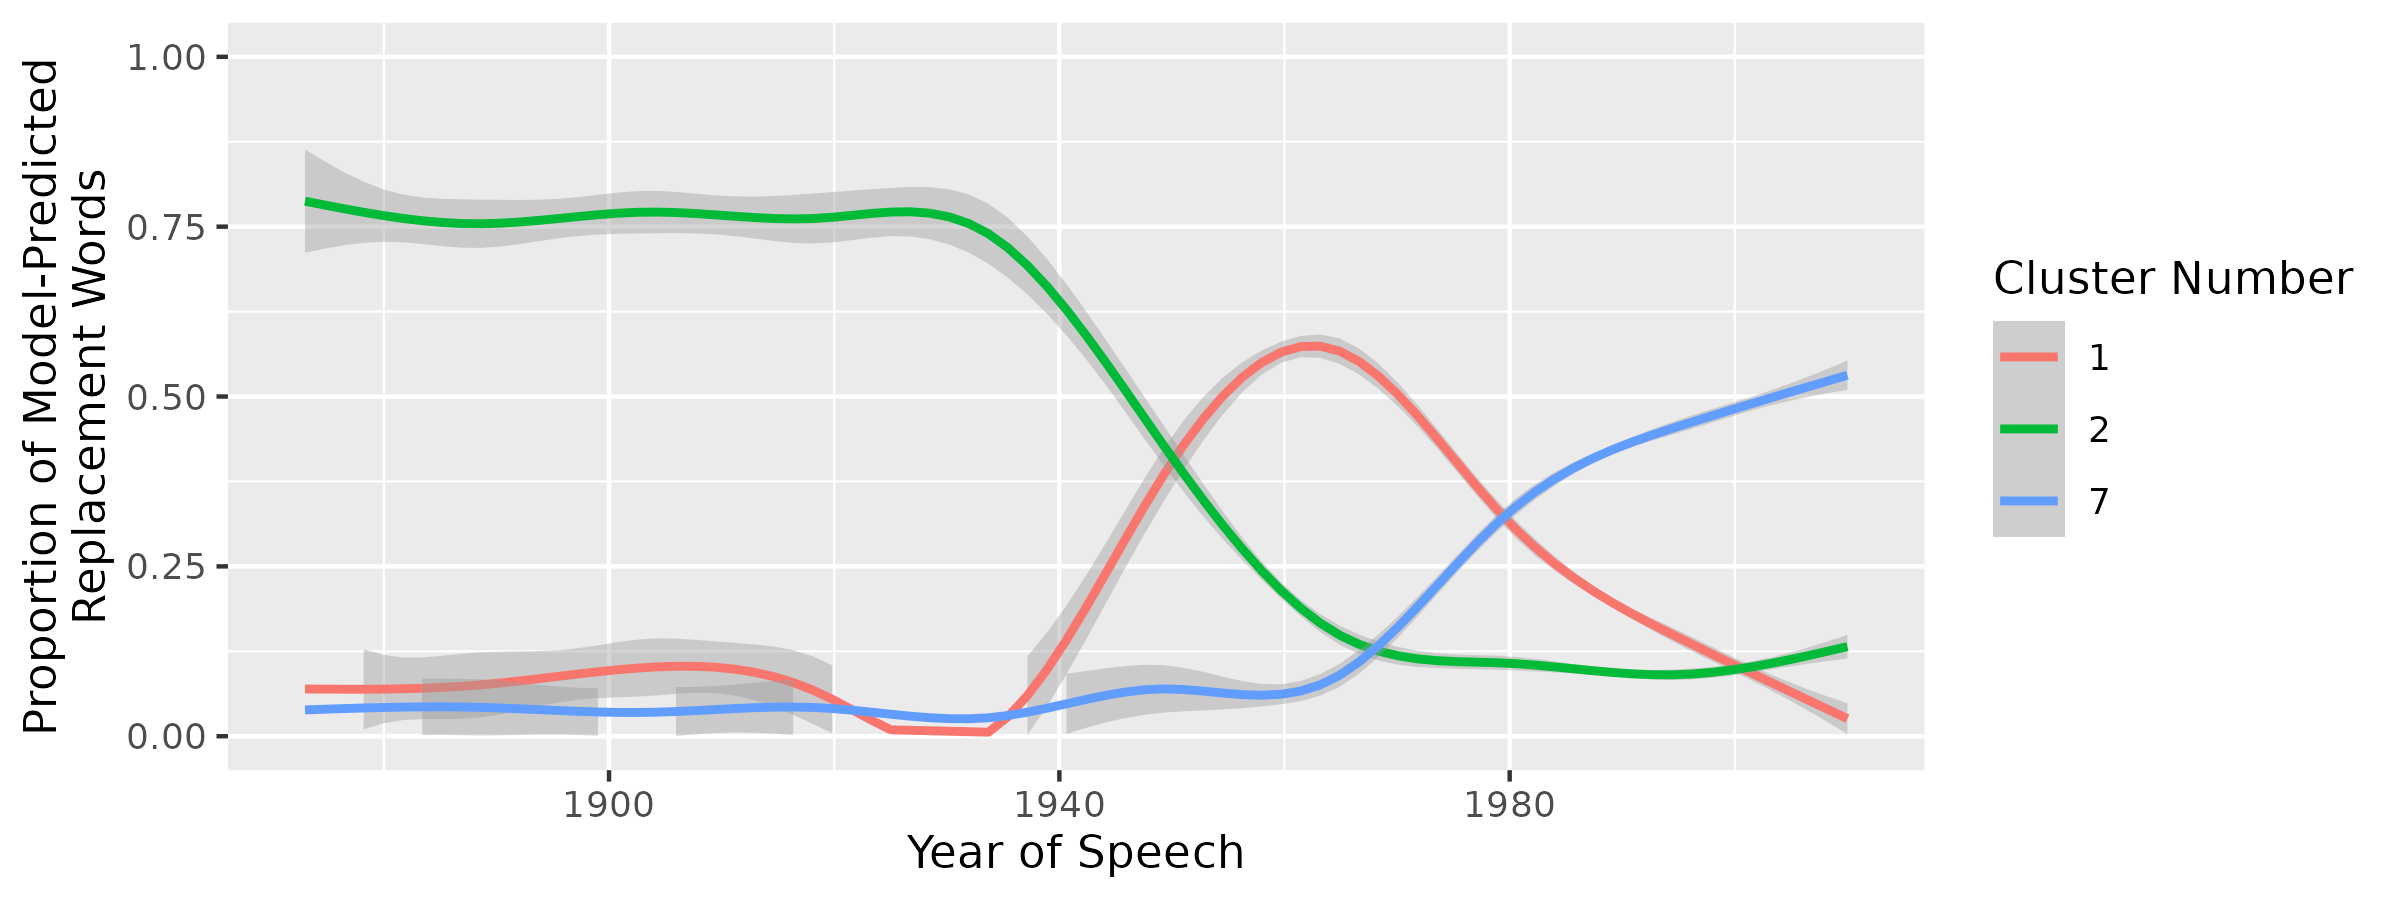 Proportion of Model-Predicted
Replacement Words
1.00
0.75
0.50
0.25
0.00
1900
1940
1980
Year of Speech
Cluster Number
1
2
7